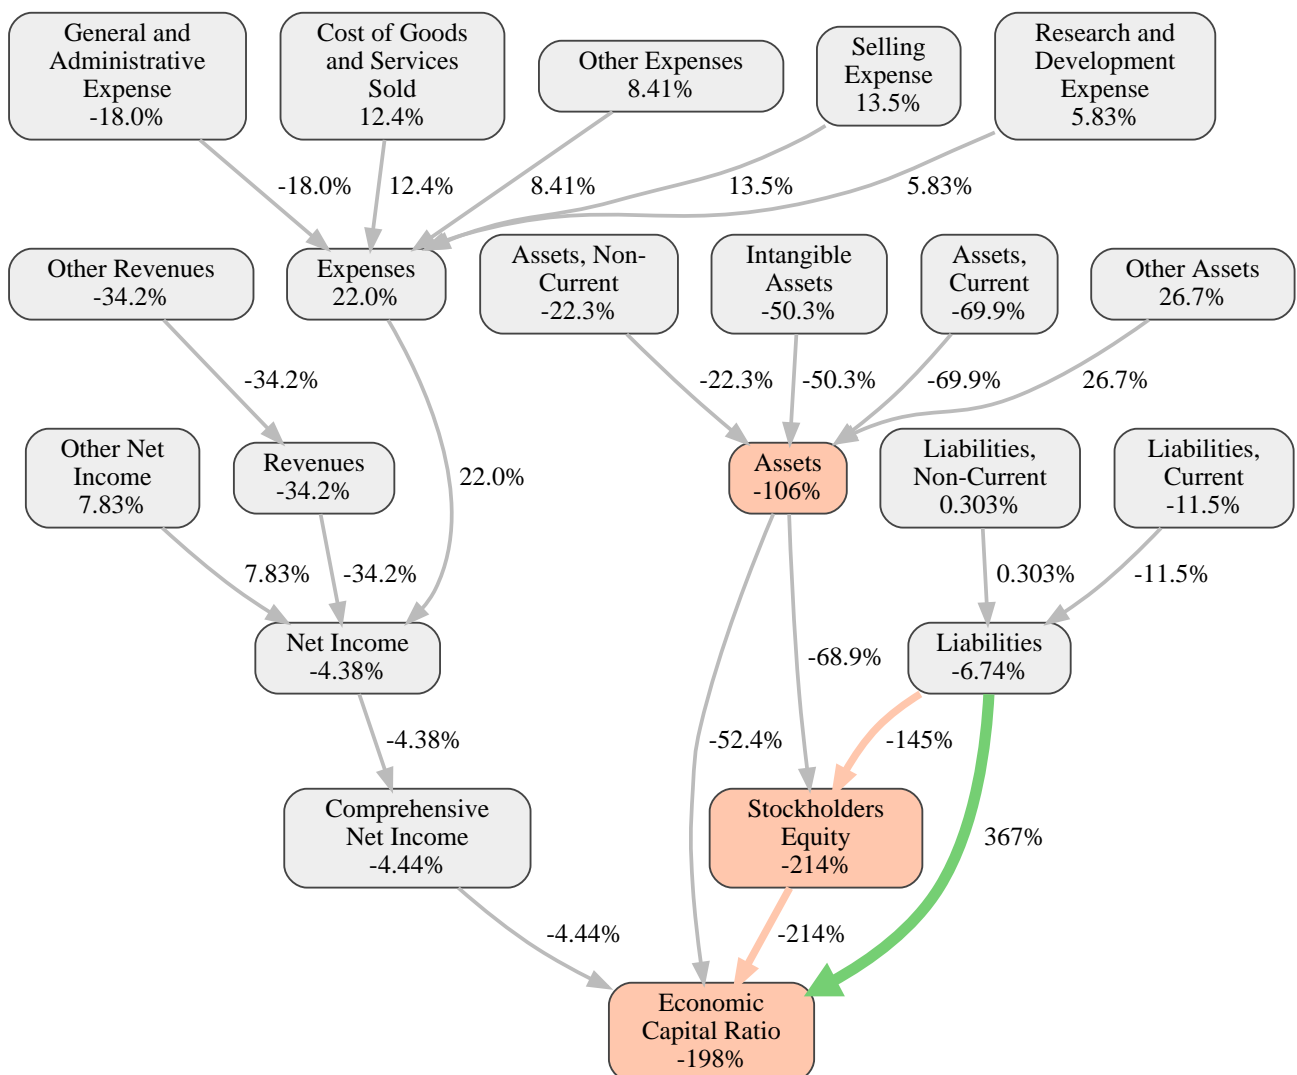 General and
Administrative
Expense
-18.0%
Cost of Goods
and Services
Sold
12.4%
Other Expenses
8.41%
Selling
Expense
13.5%
Research and
Development
Expense
5.83%
-18.0%
12.4%
8.41%
13.5%
5.83%
Other Revenues
-34.2%
Expenses
22.0%
Assets, Non-
Current
-22.3%
Intangible
Assets
-50.3%
Assets,
Current
-69.9%
Other Assets
26.7%
-34.2%
-22.3%
-50.3%
-69.9%
26.7%
Other Net
Income
7.83%
Revenues
-34.2%
22.0%
Assets
-106%
Liabilities,
Non-Current
0.303%
Liabilities,
Current
-11.5%
7.83%
-34.2%
0.303%
-11.5%
Net Income
-4.38%
-68.9%
Liabilities
-6.74%
-4.38%
-52.4%
-145%
Comprehensive
Net Income
-4.44%
Stockholders
Equity
-214%
367%
-4.44%
-214%
Economic
Capital Ratio
-198%